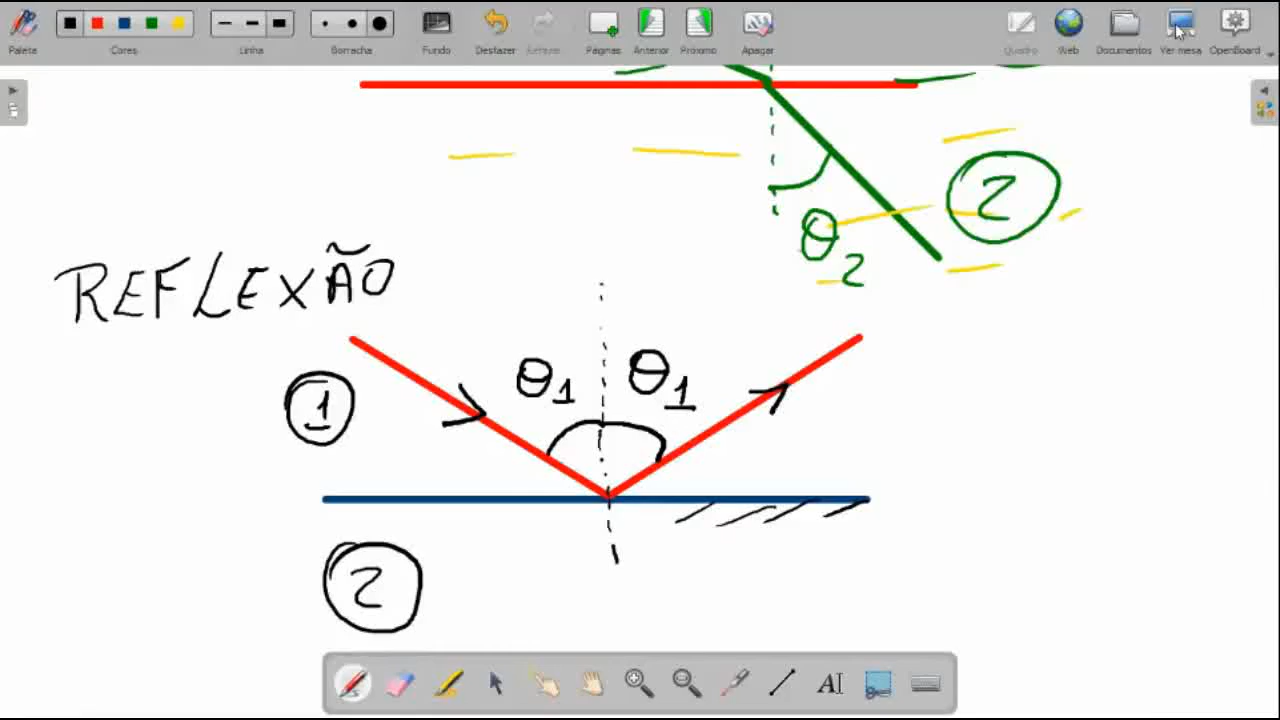 Palete Cores Linha Borracha Fundo Desfazer Refazer Páginas Anterior Próximo Apagar Quadro Web Documentos Ver mesa OpenBoard
2
θ2
REFLEXÃO
1 θ1 θ1
2
AI